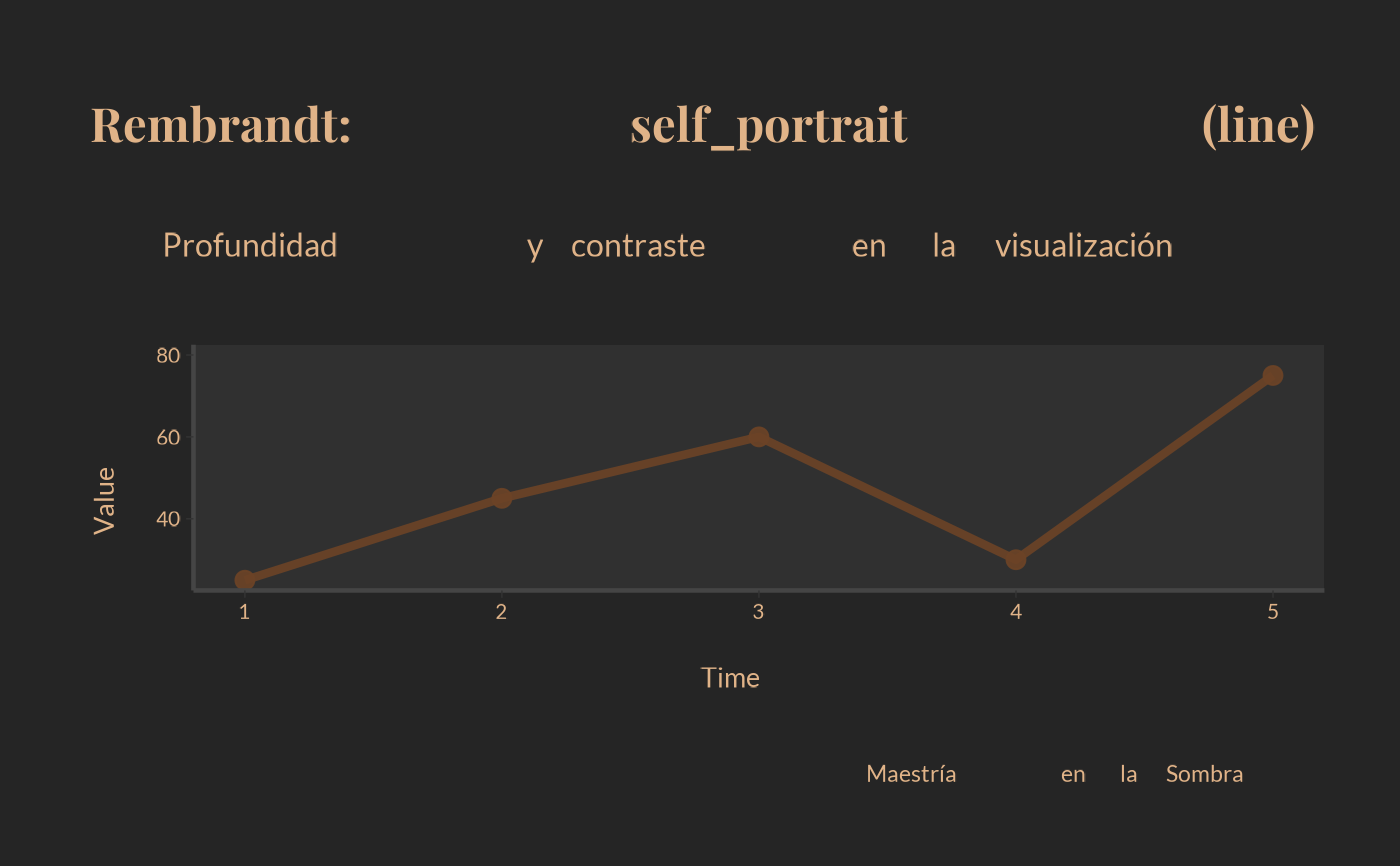 Rembrandt: self_portrait (line)
Profundidad y contraste en la visualización
80
60
40
Value
1 2 3 4 5
Time
Maestría en la Sombra